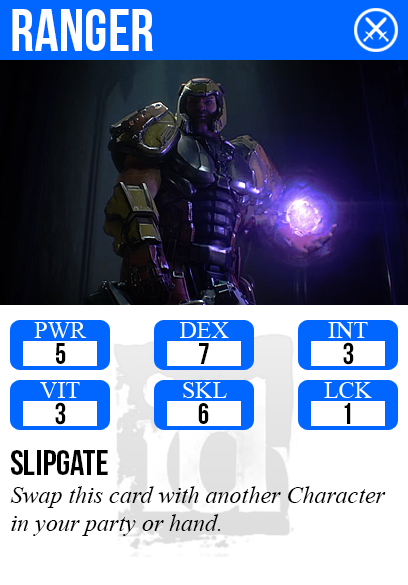 RANGER
PWR DEX INT
5 7 3
VIT SKL LCK
3 6 1
SLIPGATE
Swap this card with another Character
in your party or hand.